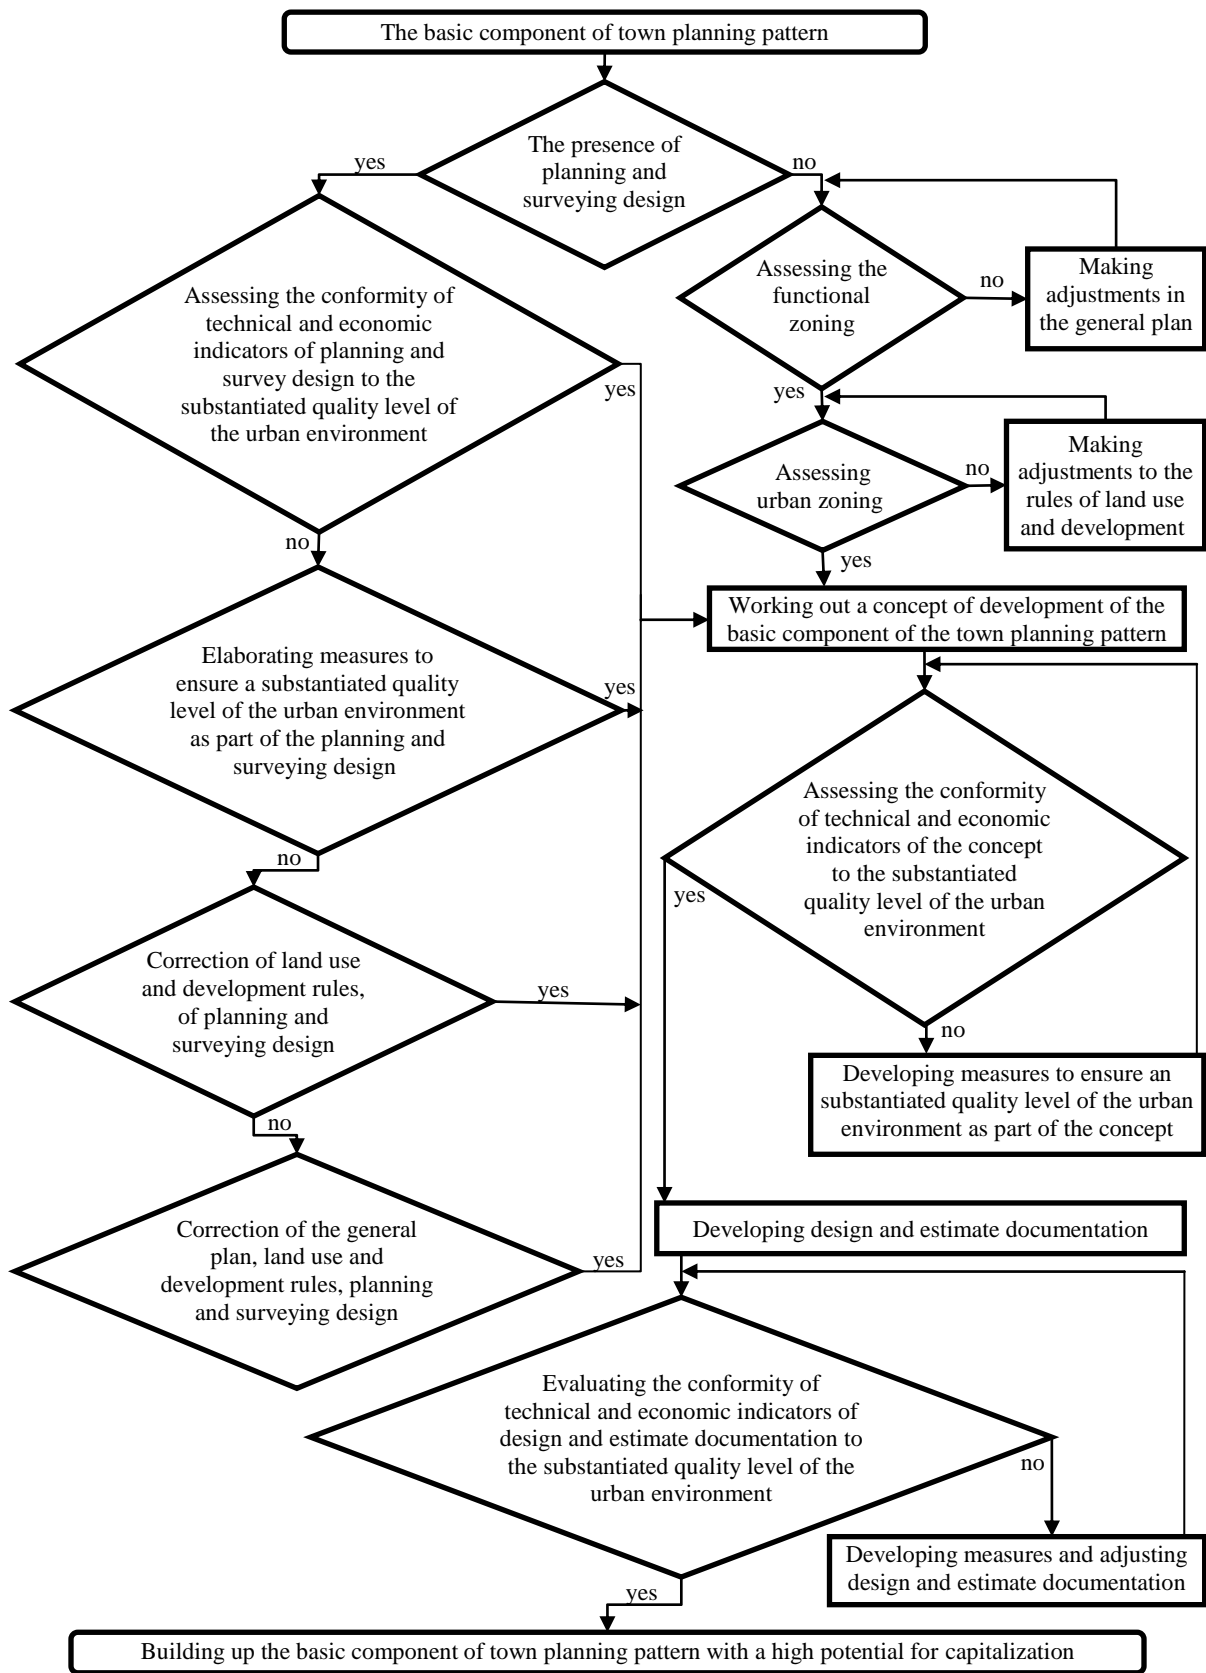 The basic component of town planning pattern
The presence of
planning and
surveying design
yes
no
Assessing the conformity of
technical and economic
indicators of planning and
survey design to the
substantiated quality level of
the urban environment
yes
no
Assessing the
functional
zoning
no
Making
adjustments in
the general plan
yes
Assessing
urban zoning
no
Making
adjustments to the
rules of land use
and development
yes
Working out a concept of development of the
basic component of the town planning pattern
Elaborating measures to
ensure a substantiated quality
level of the urban environment
as part of the planning and
surveying design
yes
no
Assessing the conformity
of technical and economic
indicators of the concept
to the substantiated
quality level of the urban
environment
yes
no
Correction of land use
and development rules,
of planning and
surveying design
yes
no
Developing measures to ensure an
substantiated quality level of the urban
environment as part of the concept
Correction of the general
plan, land use and
development rules, planning
and surveying design
yes
Developing design and estimate documentation
Evaluating the conformity of
technical and economic indicators of
design and estimate documentation to
the substantiated quality level of the
urban environment
no
Developing measures and adjusting
design and estimate documentation
yes
Building up the basic component of town planning pattern with a high potential for capitalization